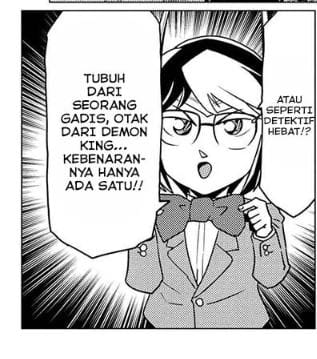 ATAU
SEPERTI
DETEKTIF
HEBAT!?
TUBUH
DARI
SEORANG
GADIS, OTAK
DARI DEMON
KING...
KEBENARAN-
NYA HANYA
ADA SATU!!